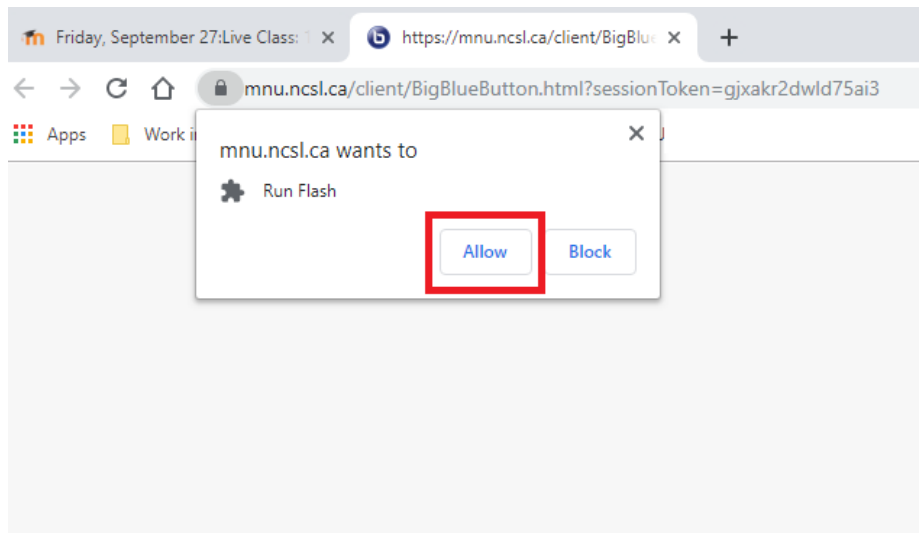 Friday, September 27:Live Class: https://mnu.ncsl.ca/client/BigBlue
mnu.ncsl.ca/client/BigBlueButton.html?sessionToken=gjxakr2dwld75ai3
Apps Work i
mnu.ncsl.ca wants to
Run Flash
Allow Block